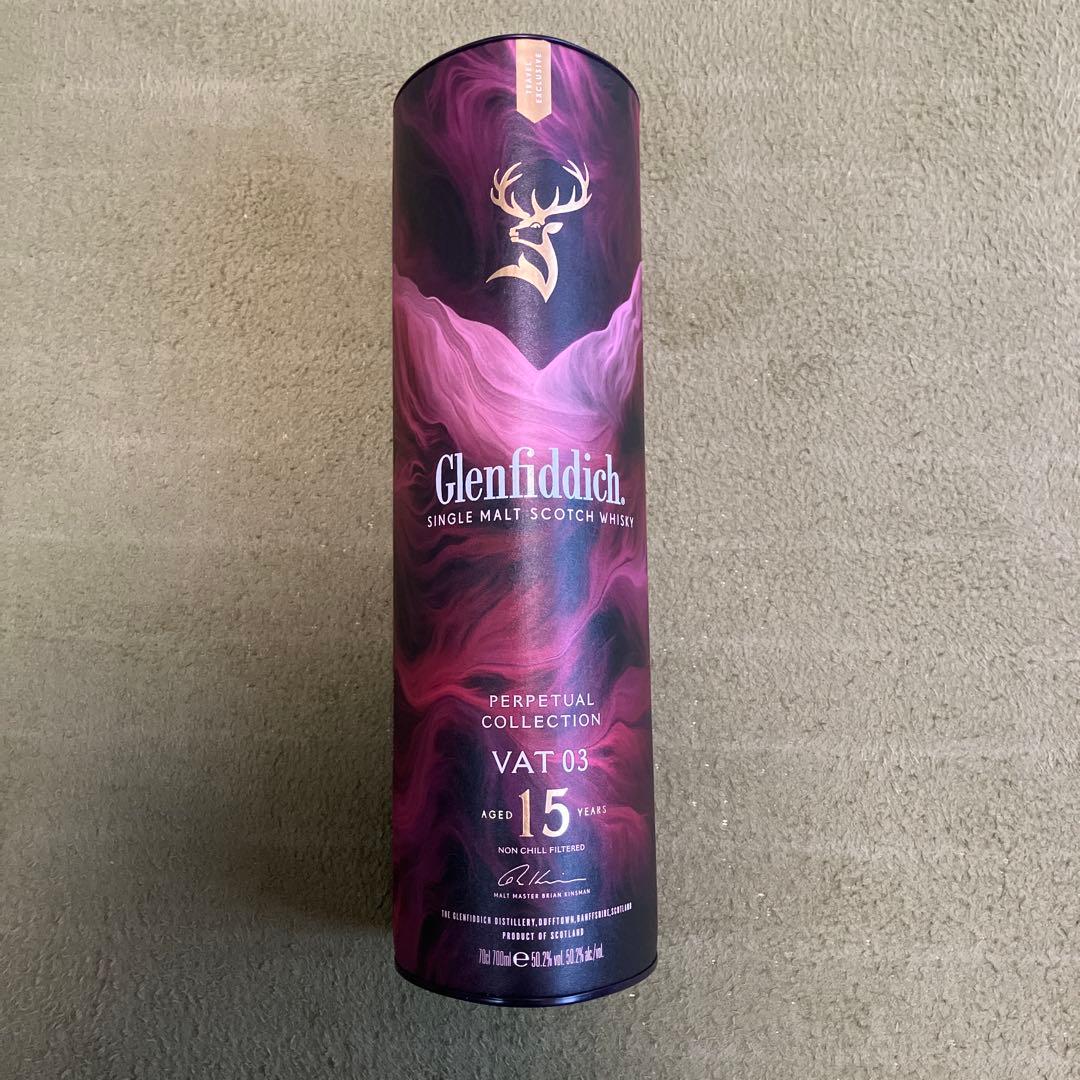 TRAVEL
EXCLUSIVE
Glenfiddich.
SINGLE MALT SCOTCH WHISKY
PERPETUAL
COLLECTION
VAT 03
AGED 15 YEARS
NON CHILL FILTERED
MALT MASTER BRIAN KINSMAN
THE GLENFIDDICH DISTILLERY, DUFFTOWN, BANFFSHIRE, SCOTLAND
PRODUCT OF SCOTLAND
70cl 700ml e 50.2% vol. 50.2% alc./vol.